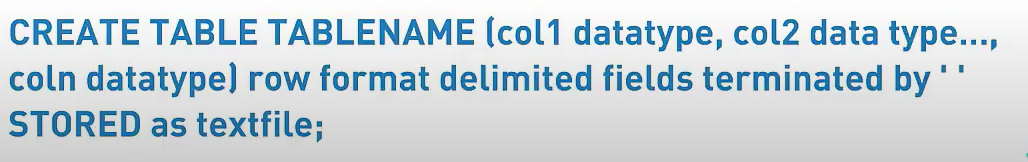 CREATE TABLE TABLENAME (col1 datatype, col2 data type...,
coln datatype) row format delimited fields terminated by ' '
STORED as textfile;